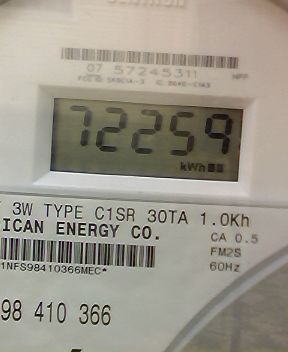 07 57245311
72259
kWh
3W TYPE C1SR 30TA 1.0Kh
ICAN ENERGY CO.
CA 0.5
FM2S
1NFS98410366MEC*
60Hz
98 410 366